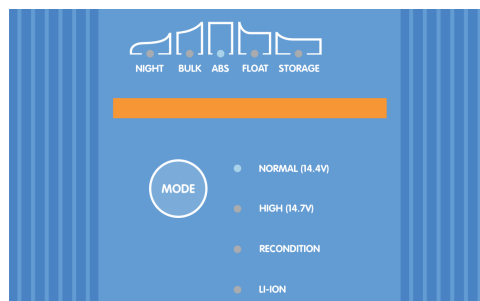 NIGHT BULK ABS FLOAT STORAGE
MODE
NORMAL (14.4V)
HIGH (14.7V)
RECONDITION
LI-ION